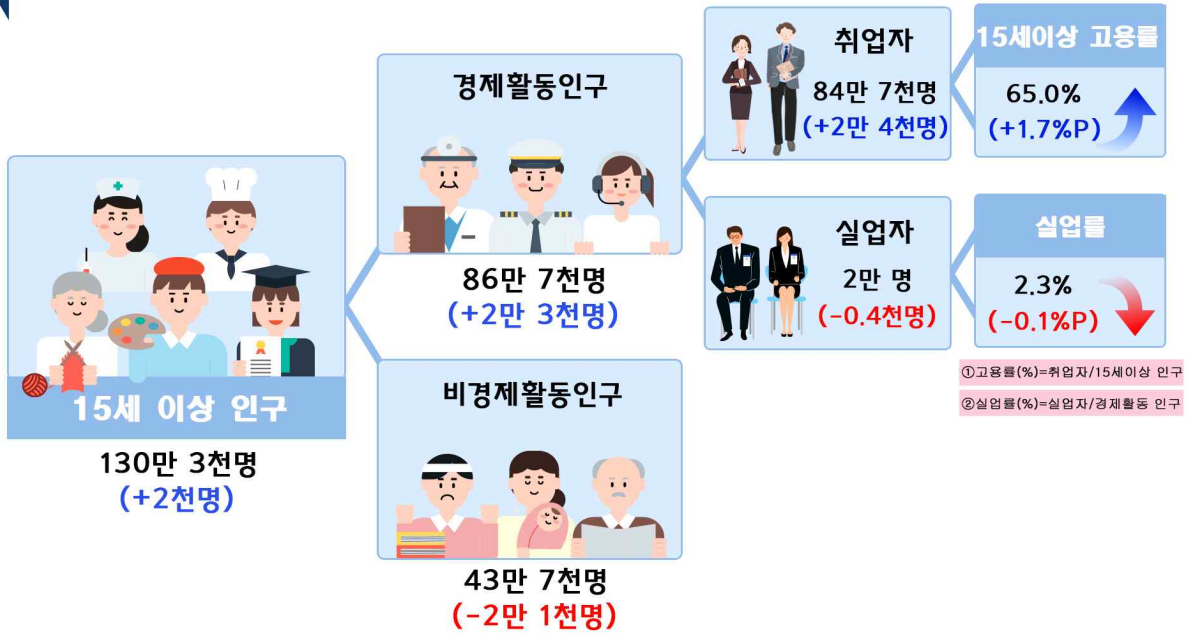 15세 이상 인구
130만 3천명
(+2천명)
경제활동인구
86만 7천명
(+2만 3천명)
비경제활동인구
43만 7천명
(-2만 1천명)
취업자
84만 7천명
(+2만 4천명)
15세이상 고용률
65.0%
(+1.7%P)
실업자
2만 명
(-0.4천명)
실업률
2.3%
(-0.1%P)
①고용률(%)=취업자/15세이상 인구
②실업률(%)=실업자/경제활동 인구